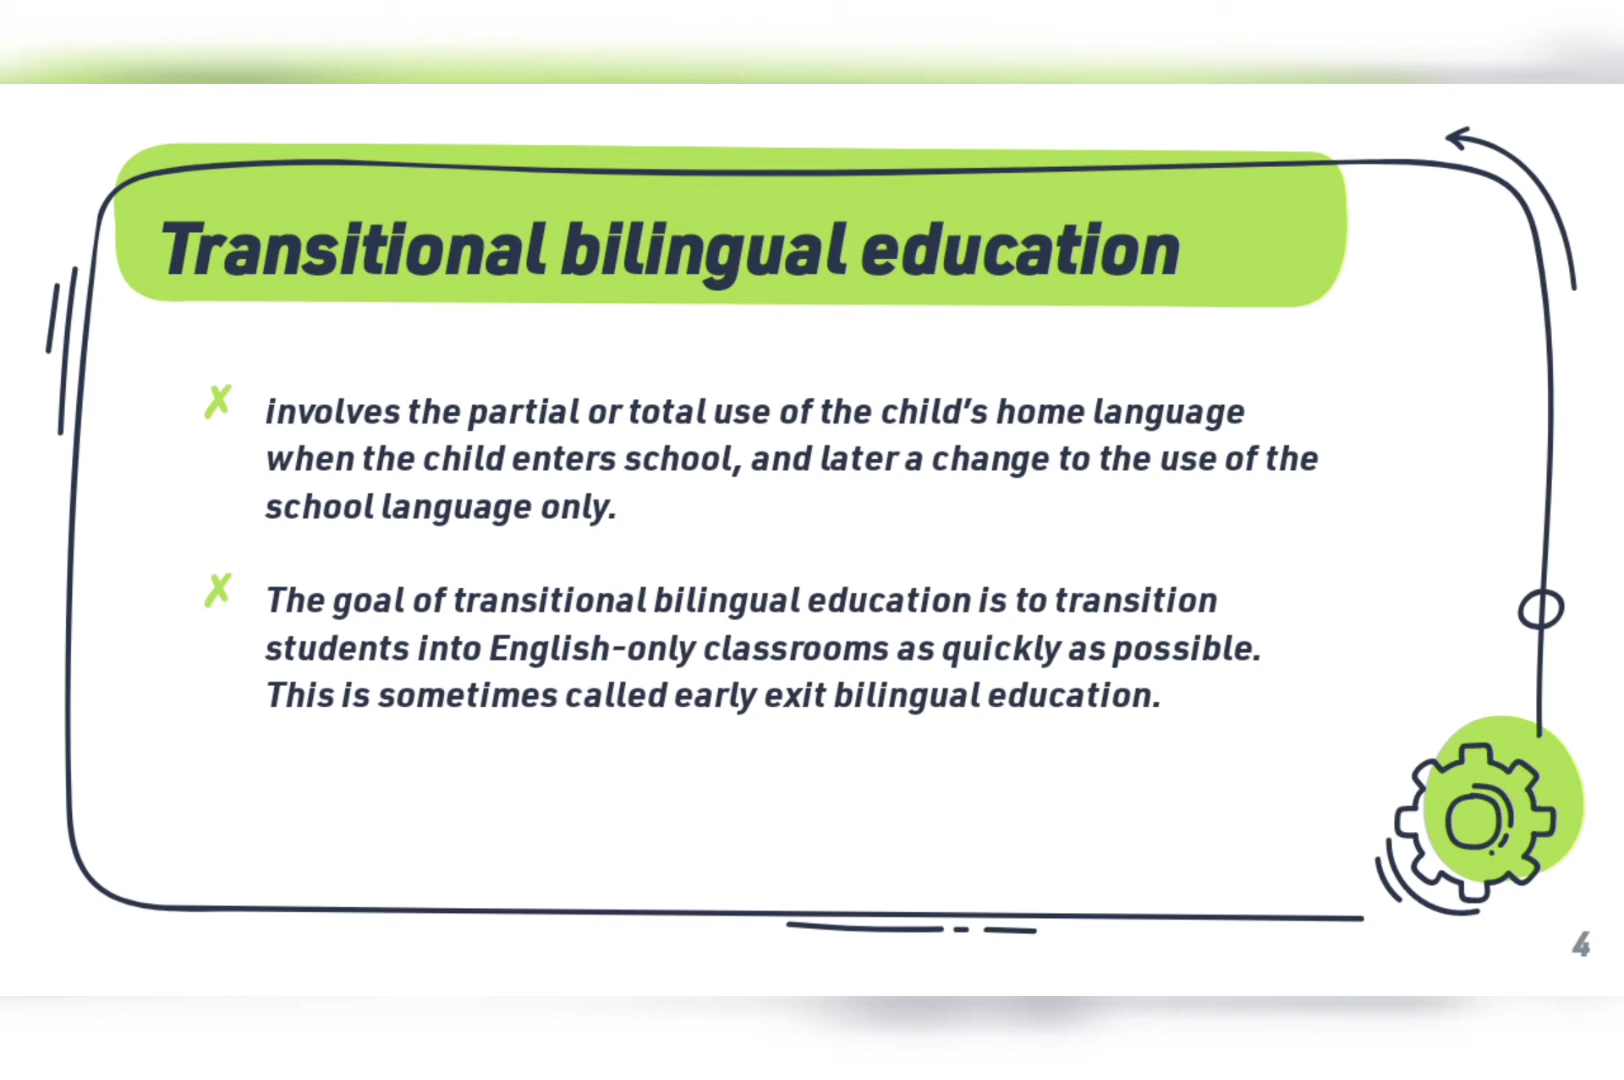 Transitional bilingual education
✗ involves the partial or total use of the child’s home language
when the child enters school, and later a change to the use of the
school language only.
✗ The goal of transitional bilingual education is to transition
students into English-only classrooms as quickly as possible.
This is sometimes called early exit bilingual education.
4